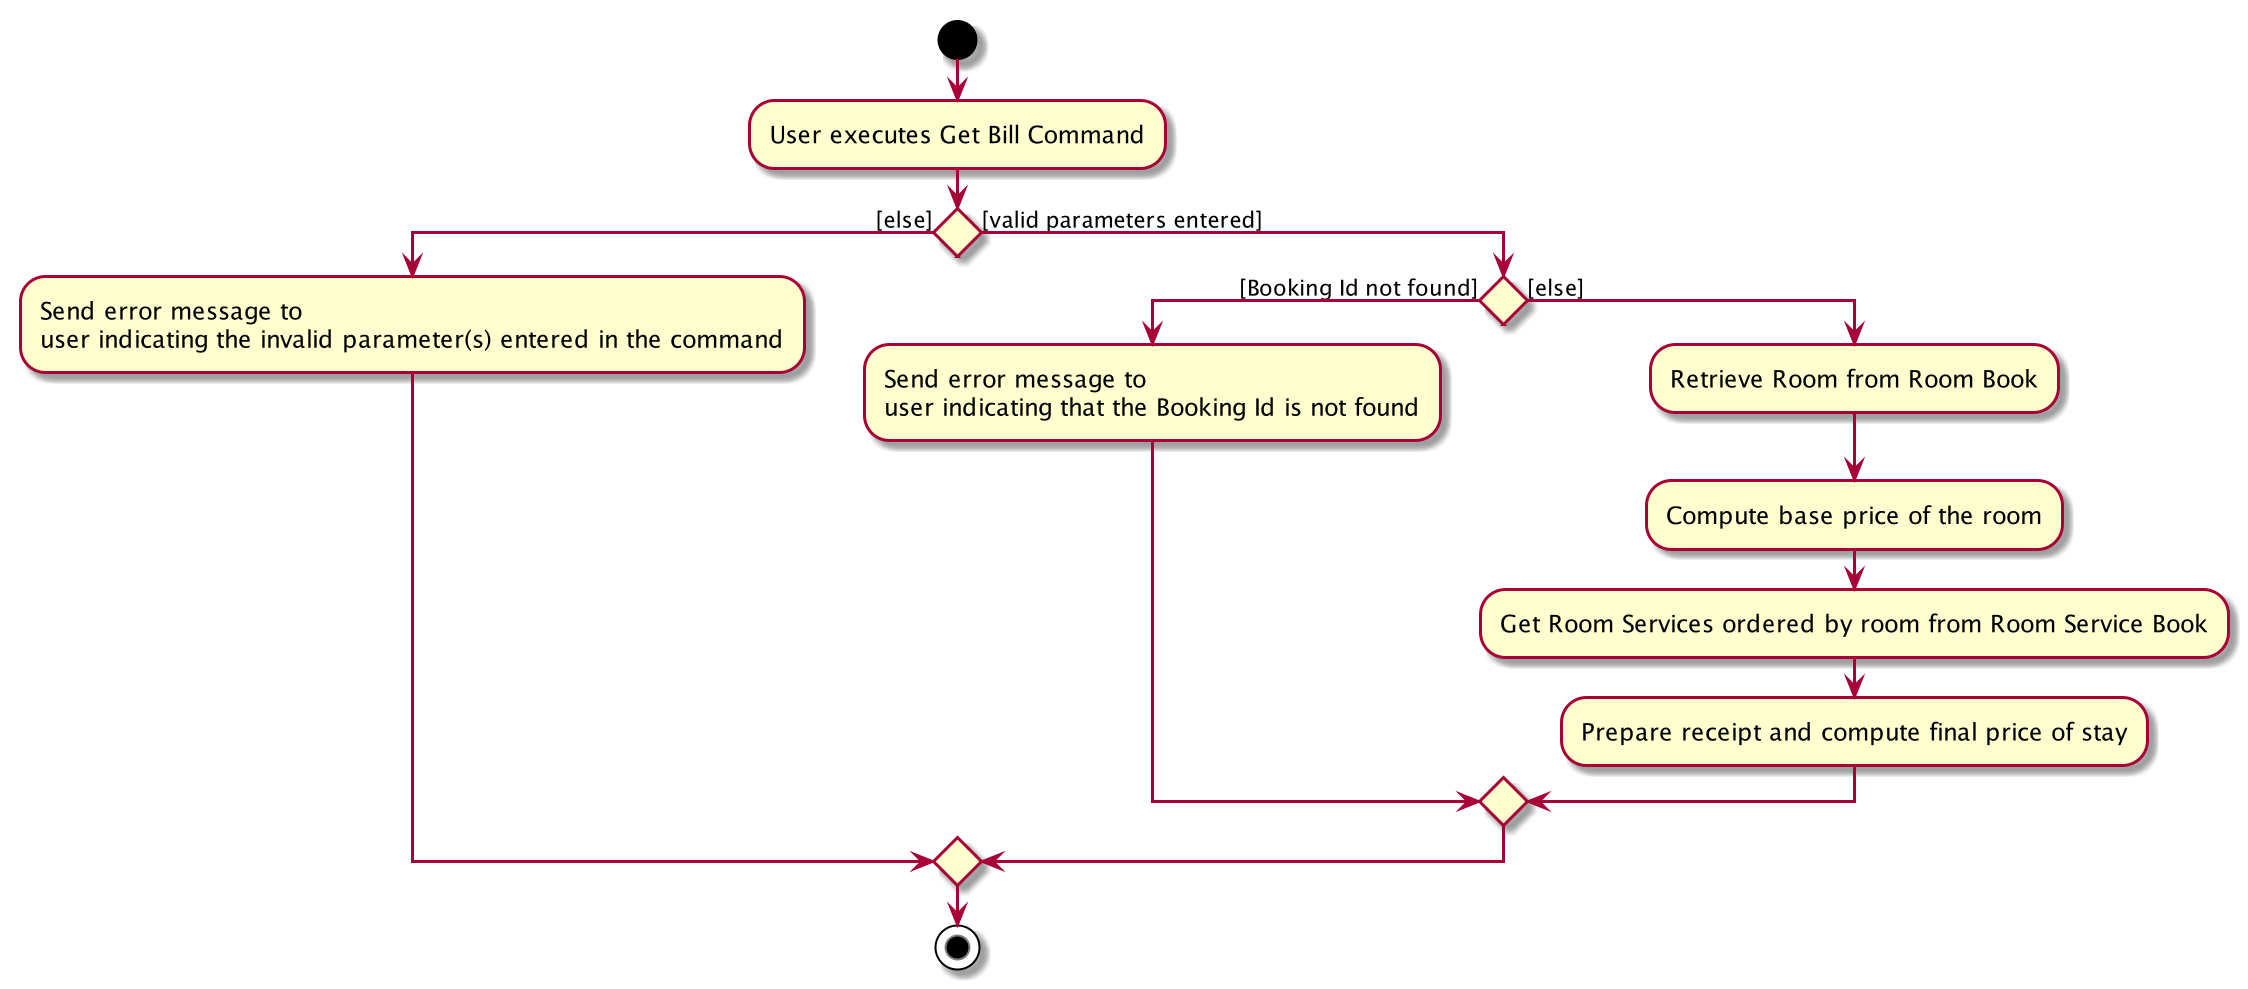 User executes Get Bill Command
[else]
[valid parameters entered]
Send error message to
user indicating the invalid parameter(s) entered in the command
[Booking Id not found]
[else]
Send error message to
user indicating that the Booking Id is not found
Retrieve Room from Room Book
Compute base price of the room
Get Room Services ordered by room from Room Service Book
Prepare receipt and compute final price of stay